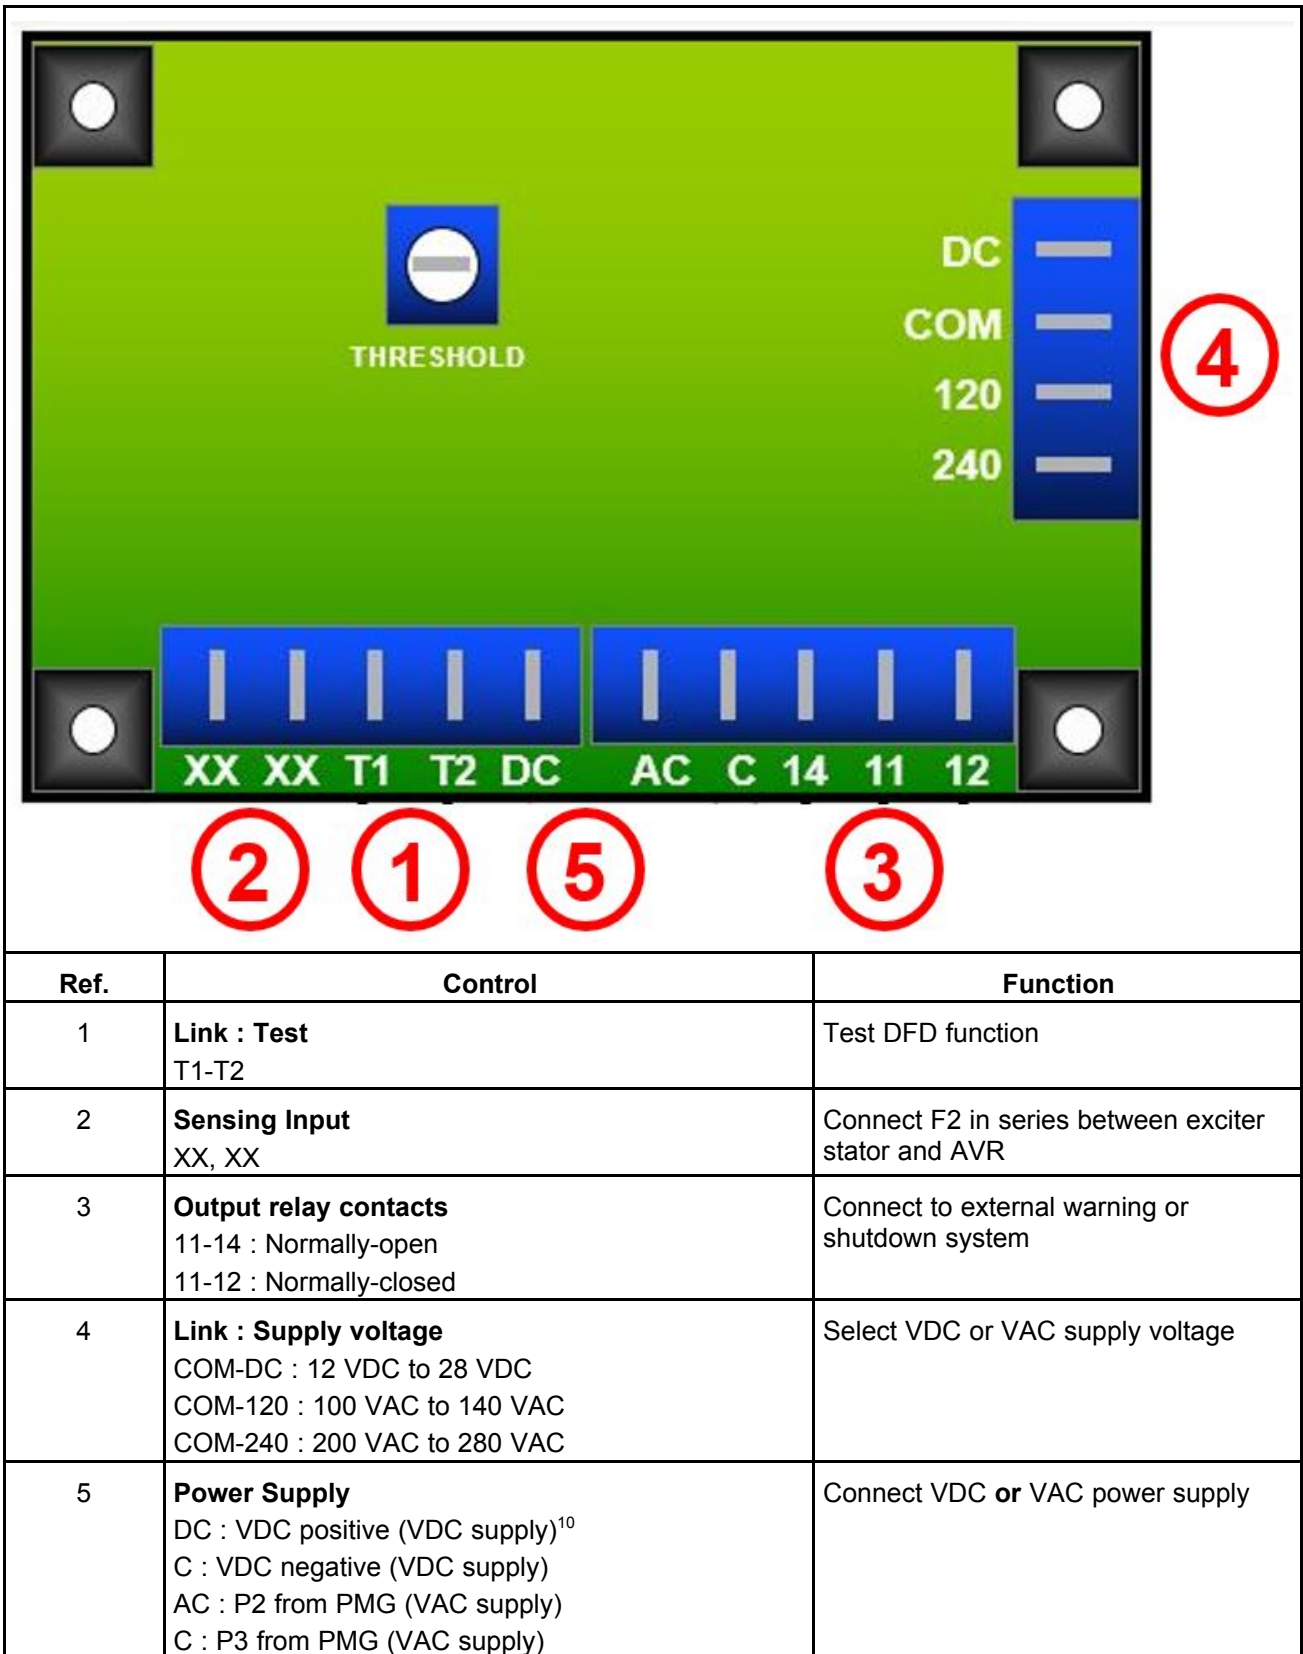 DC
COM
THRESHOLD
120
240
4
XX XX T1 T2 DC AC C 14 11 12
2 1 5 3
Ref. Control Function
1 Link : Test Test DFD function
T1-T2
2 Sensing Input Connect F2 in series between exciter
XX, XX stator and AVR
3 Output relay contacts Connect to external warning or
11-14 : Normally-open shutdown system
11-12 : Normally-closed
4 Link : Supply voltage Select VDC or VAC supply voltage
COM-DC : 12 VDC to 28 VDC
COM-120 : 100 VAC to 140 VAC
COM-240 : 200 VAC to 280 VAC
5 Power Supply Connect VDC or VAC power supply
DC : VDC positive (VDC supply)10
C : VDC negative (VDC supply)
AC : P2 from PMG (VAC supply)
C : P3 from PMG (VAC supply)